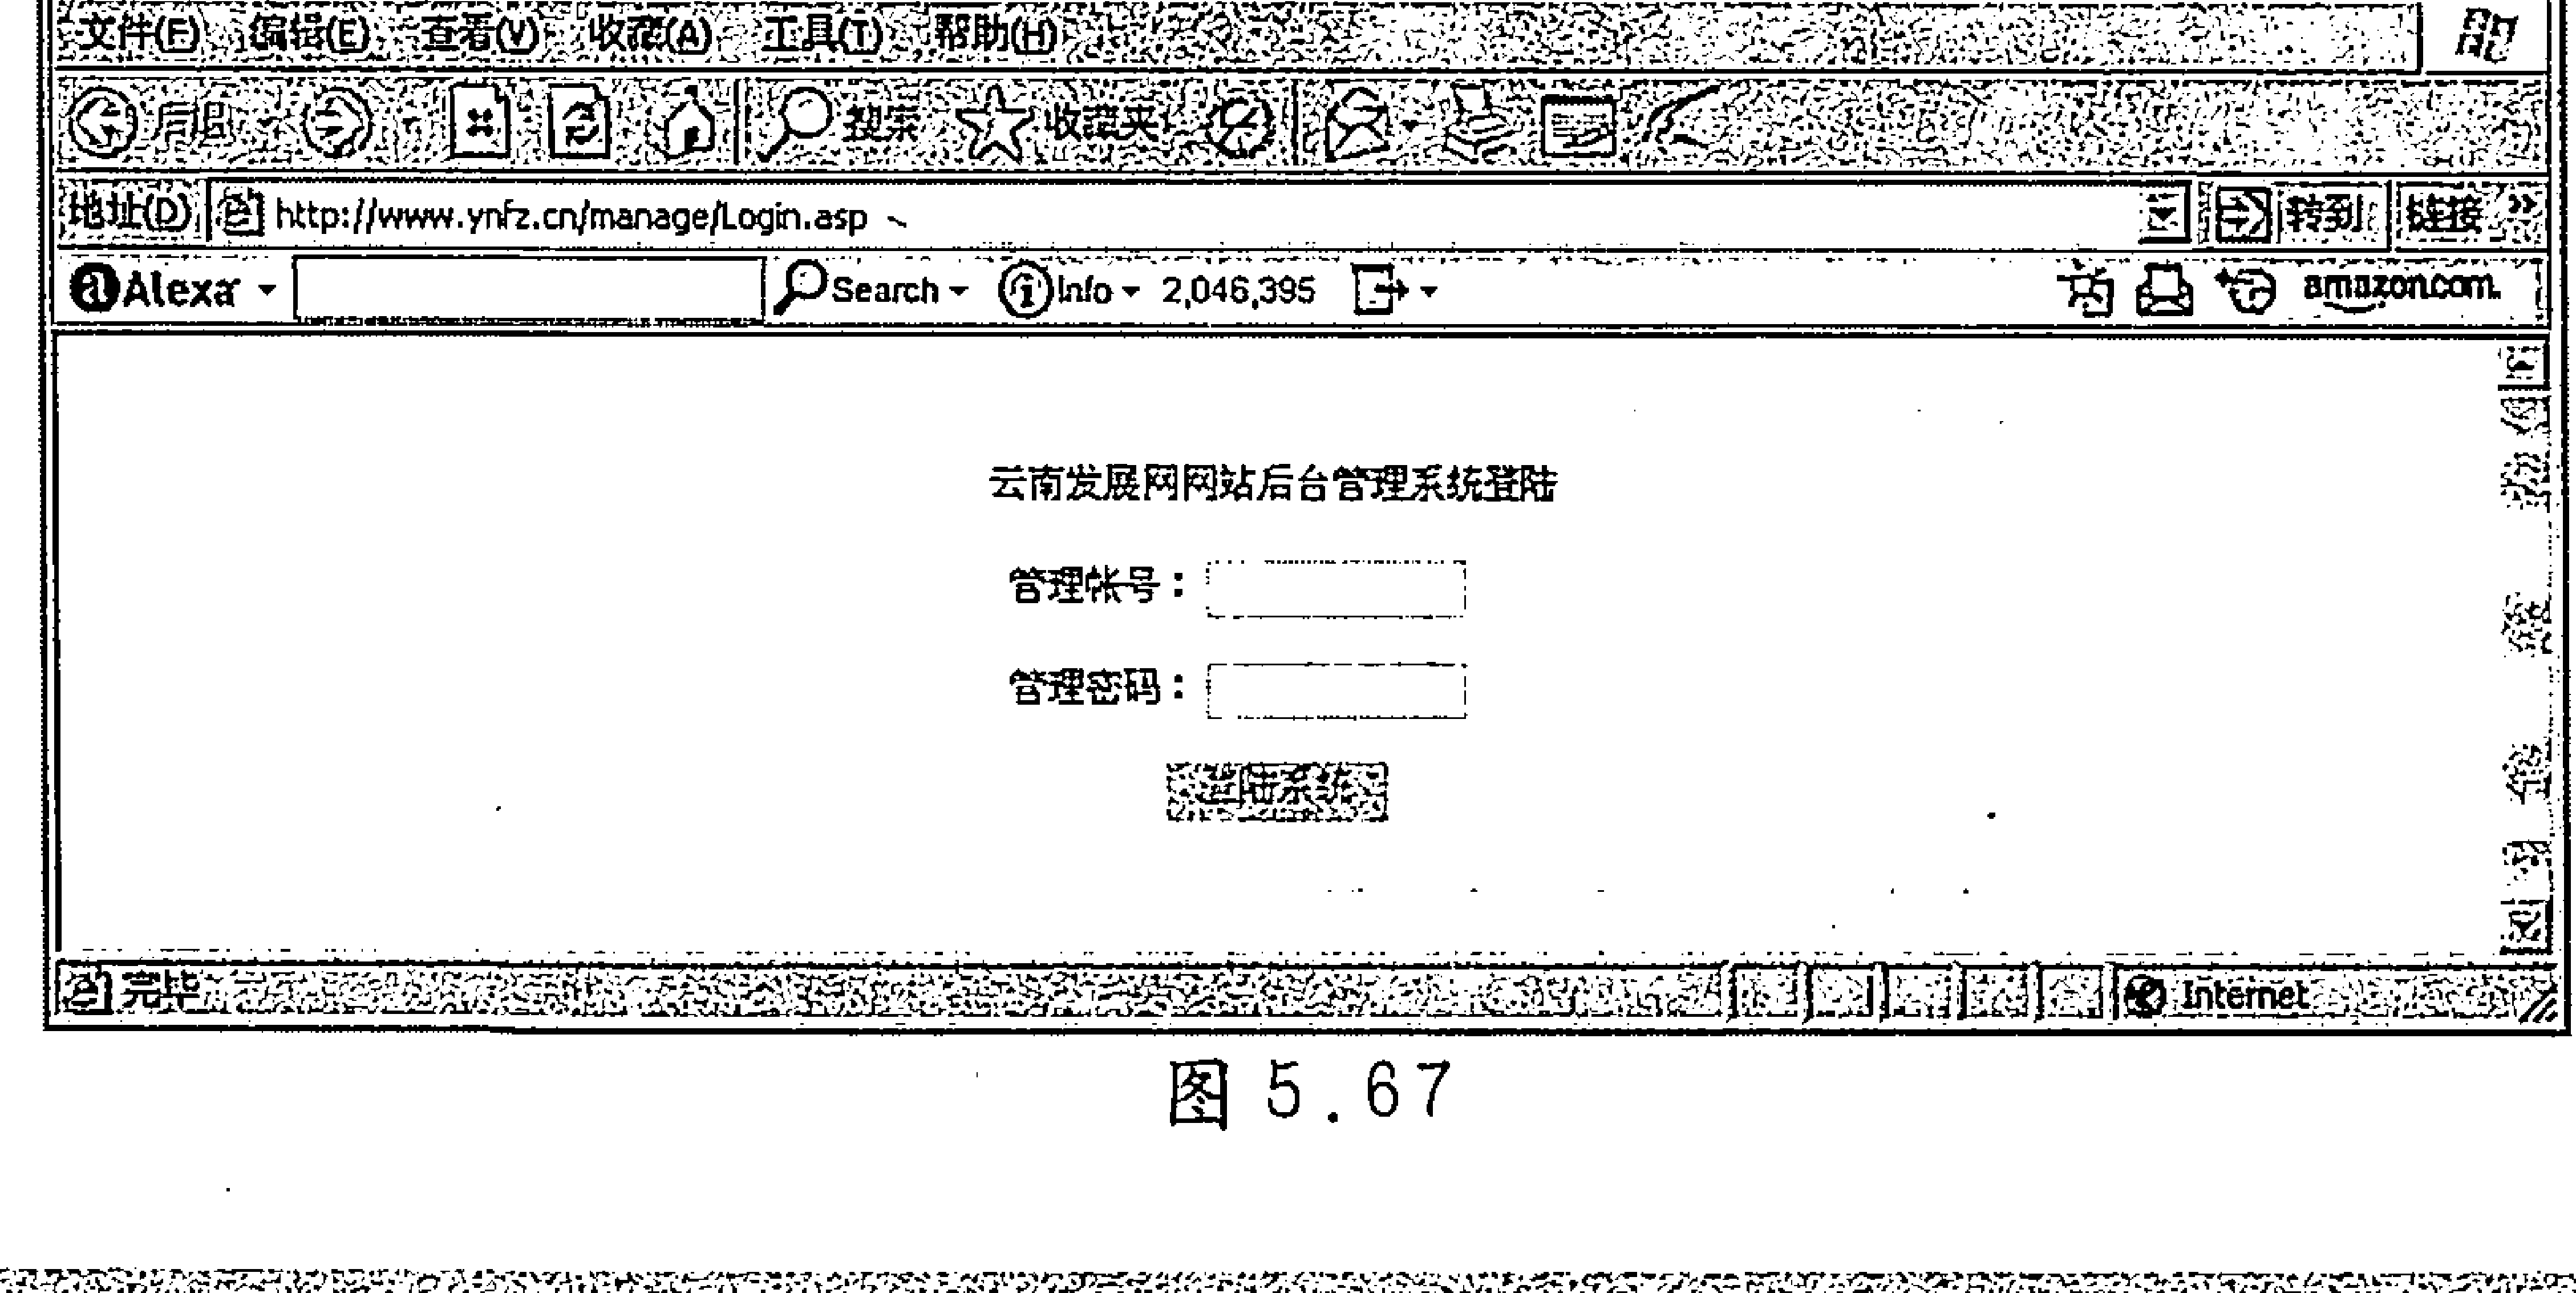 文件(F) 编辑(E) 查看(V) 收藏(A) 工具(T) 帮助(H)
后退 搜索 收藏夹
地址(D) http://www.ynfz.cn/manage/Login.asp 转到 链接 »
Alexa Search Info 2,046,395 amazon.com.
云南发展网网站后台管理系统登陆
管理帐号：
管理密码：
登陆系统
完毕 Internet
图 5.67